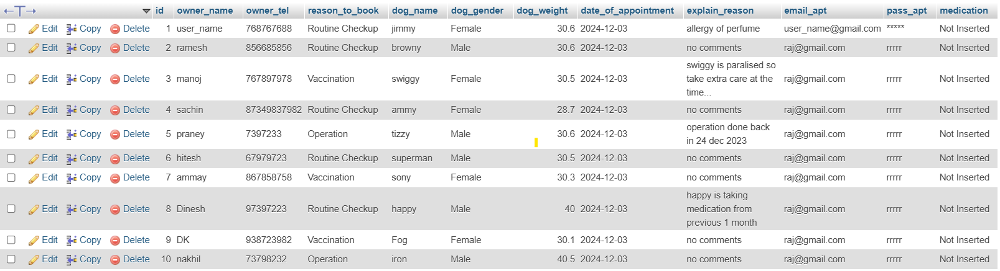 id owner_name owner_tel reason_to_book dog_name dog_gender dog_weight date_of_appointment explain_reason email_apt pass_apt medication
Edit Copy Delete 1 user_name 768767688 Routine Checkup jimmy Female 30.6 2024-12-03 allergy of perfume user_name@gmail.com ***** Not Inserted
Edit Copy Delete 2 ramesh 856685856 Routine Checkup browny Male 30.6 2024-12-03 no comments raj@gmail.com rrrrr Not Inserted
swiggy is paralised so
Edit Copy Delete 3 manoj 767897978 Vaccination swiggy Female 30.5 2024-12-03 take extra care at the raj@gmail.com rrrrr Not Inserted
time...
Edit Copy Delete 4 sachin 87349837982 Routine Checkup ammy Female 28.7 2024-12-03 no comments raj@gmail.com rrrrr Not Inserted
operation done back
Edit Copy Delete 5 praney 7397233 Operation tizzy Male 30.6 2024-12-03 raj@gmail.com rrrrr Not Inserted
in 24 dec 2023
Edit Copy Delete 6 hitesh 67979723 Routine Checkup superman Male 30.5 2024-12-03 no comments raj@gmail.com rrrrr Not Inserted
Edit Copy Delete 7 ammay 867858758 Vaccination sony Female 30.3 2024-12-03 no comments raj@gmail.com rrrrr Not Inserted
happy is taking
Edit Copy Delete 8 Dinesh 97397223 Routine Checkup happy Male 40 2024-12-03 medication from raj@gmail.com rrrrr Not Inserted
previous 1 month
Edit Copy Delete 9 DK 938723982 Vaccination Fog Female 30.1 2024-12-03 no comments raj@gmail.com rrrrr Not Inserted
Edit Copy Delete 10 nakhil 73798232 Operation iron Male 40.5 2024-12-03 no comments raj@gmail.com rrrrr Not Inserted